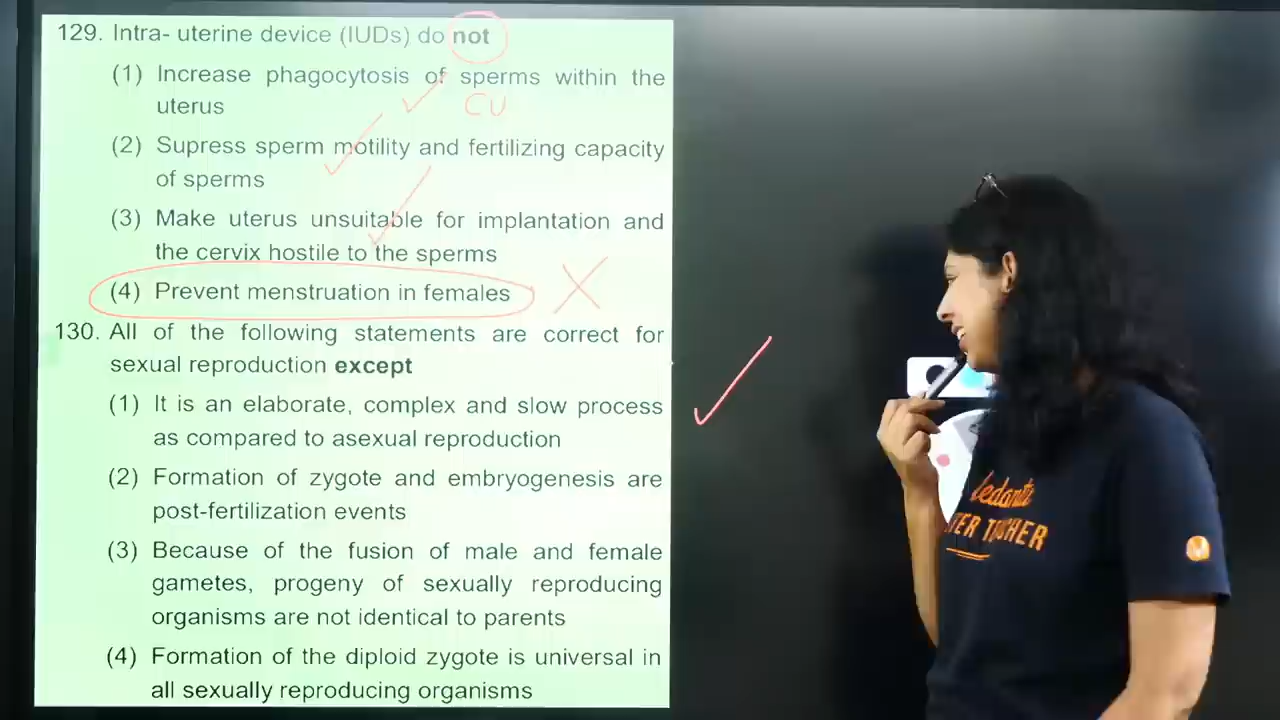 129. Intra- uterine device (IUDs) do not
(1) Increase phagocytosis of sperms within the
uterus
CU
(2) Supress sperm motility and fertilizing capacity
of sperms
(3) Make uterus unsuitable for implantation and
the cervix hostile to the sperms
(4) Prevent menstruation in females
130. All of the following statements are correct for
sexual reproduction except
(1) It is an elaborate, complex and slow process
as compared to asexual reproduction
(2) Formation of zygote and embryogenesis are
post-fertilization events
(3) Because of the fusion of male and female
gametes, progeny of sexually reproducing
organisms are not identical to parents
(4) Formation of the diploid zygote is universal in
all sexually reproducing organisms